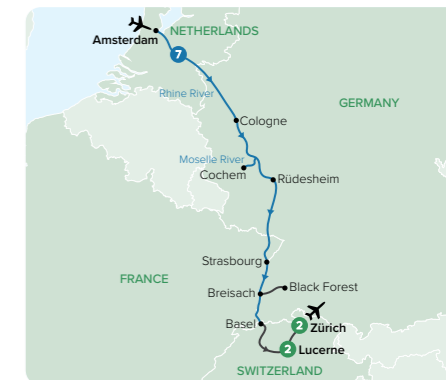 NETHERLANDS
Amsterdam
7
Rhine River
GERMANY
Cologne
Moselle River
Cochem
Rüdesheim
Strasbourg
FRANCE
Black Forest
Breisach
Basel
2 Zürich
2 Lucerne
SWITZERLAND